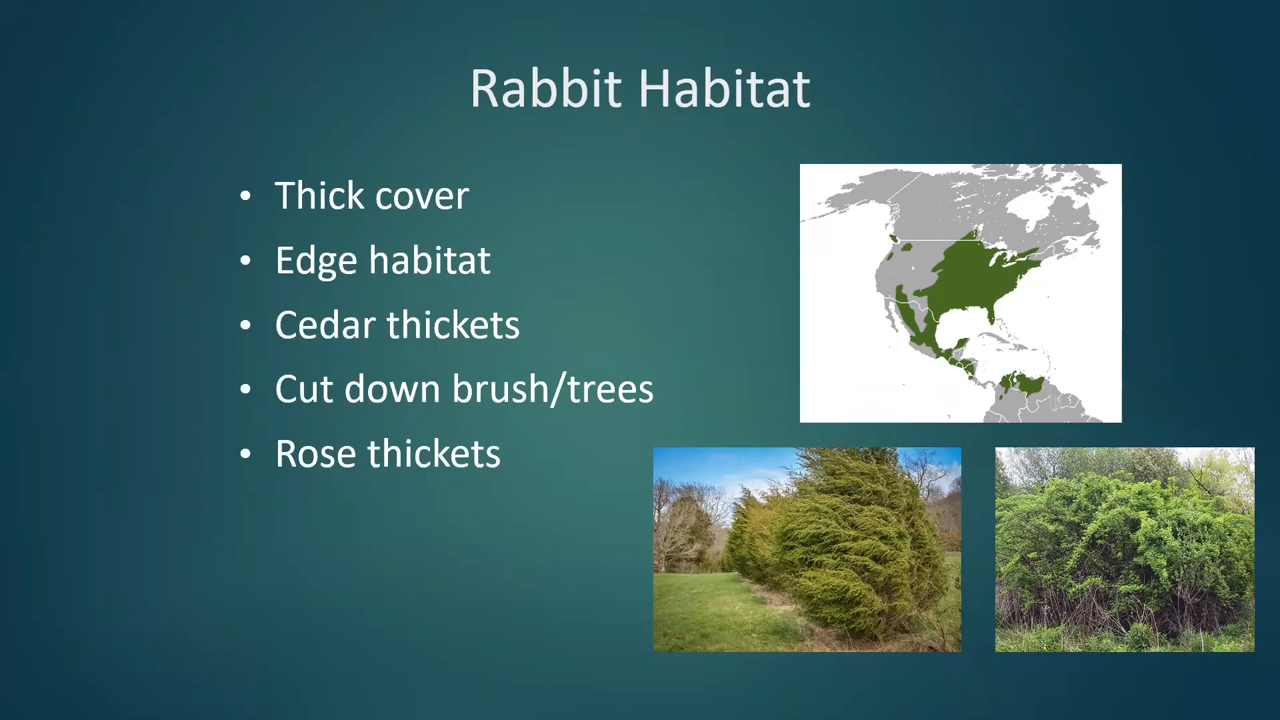 Rabbit Habitat
• Thick cover
• Edge habitat
• Cedar thickets
• Cut down brush/trees
• Rose thickets